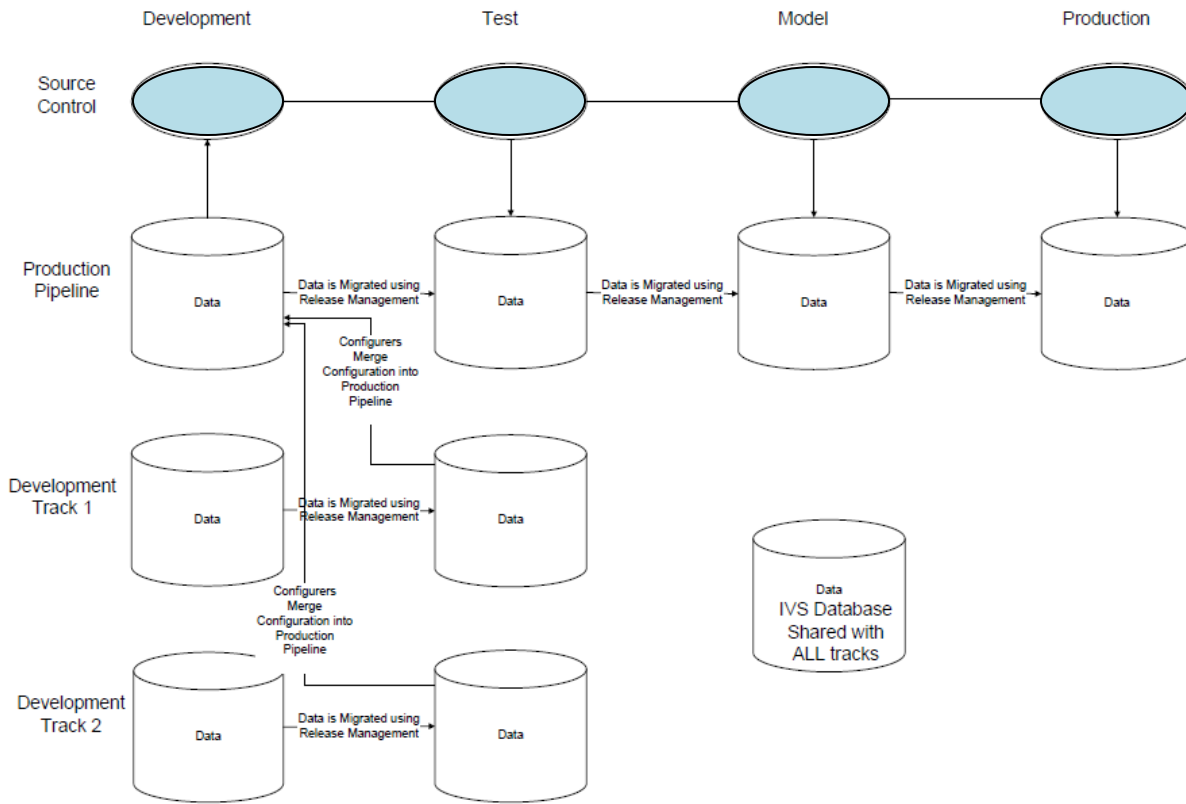 Development
Test
Model
Production
Source
Control
Production
Pipeline
Data
Data is Migrated using
Release Management
Data
Data is Migrated using
Release Management
Data
Data is Migrated using
Release Management
Data
Configurers
Merge
Configuration into
Production
Pipeline
Development
Track 1
Data
Data is Migrated using
Release Management
Data
Data
IVS Database
Shared with
ALL tracks
Configurers
Merge
Configuration into
Production
Pipeline
Development
Track 2
Data
Data is Migrated using
Release Management
Data